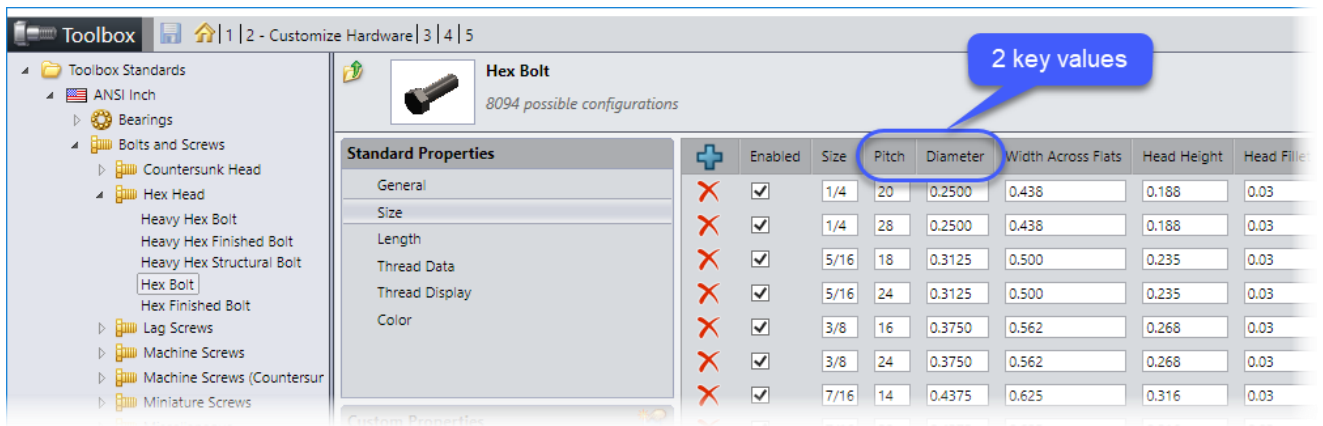 Toolbox 1 2 - Customize Hardware 3 4 5
2 key values
Toolbox Standards
ANSI Inch
Bearings
Bolts and Screws
Countersunk Head
Hex Head
Heavy Hex Bolt
Heavy Hex Finished Bolt
Heavy Hex Structural Bolt
Hex Bolt
Hex Finished Bolt
Lag Screws
Machine Screws
Machine Screws (Countersur
Miniature Screws
Hex Bolt
8094 possible configurations
Standard Properties
General
Size
Length
Thread Data
Thread Display
Color
Custom Properties
Enabled Size Pitch Diameter Width Across Flats Head Height Head Fillet
1/4 20 0.2500 0.438 0.188 0.03
1/4 28 0.2500 0.438 0.188 0.03
5/16 18 0.3125 0.500 0.235 0.03
5/16 24 0.3125 0.500 0.235 0.03
3/8 16 0.3750 0.562 0.268 0.03
3/8 24 0.3750 0.562 0.268 0.03
7/16 14 0.4375 0.625 0.316 0.03